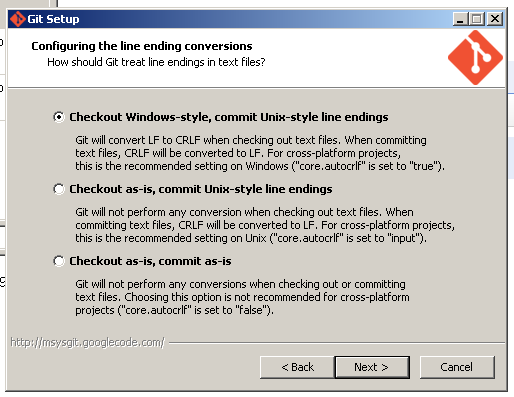 Git Setup
Configuring the line ending conversions
How should Git treat line endings in text files?
Checkout Windows-style, commit Unix-style line endings
Git will convert LF to CRLF when checking out text files. When committing
text files, CRLF will be converted to LF. For cross-platform projects,
this is the recommended setting on Windows ("core.autocrlf" is set to "true").
Checkout as-is, commit Unix-style line endings
Git will not perform any conversion when checking out text files. When
committing text files, CRLF will be converted to LF. For cross-platform projects,
this is the recommended setting on Unix ("core.autocrlf" is set to "input").
Checkout as-is, commit as-is
Git will not perform any conversions when checking out or committing
text files. Choosing this option is not recommended for cross-platform
projects ("core.autocrlf" is set to "false").
http://msysgit.googlecode.com/
< Back
Next >
Cancel